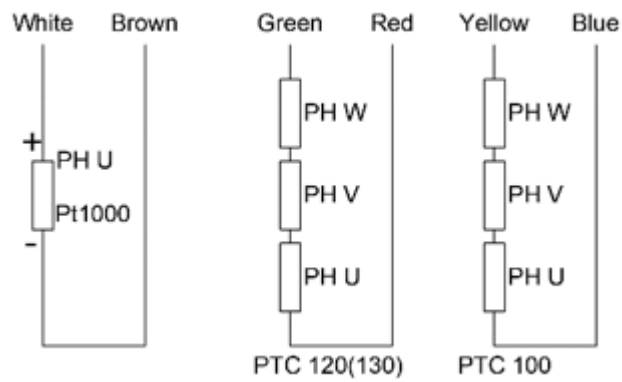 White Brown Green Red Yellow Blue
+
PH U
Pt1000
-
PH W PH W
PH V PH V
PH U PH U
PTC 120(130) PTC 100